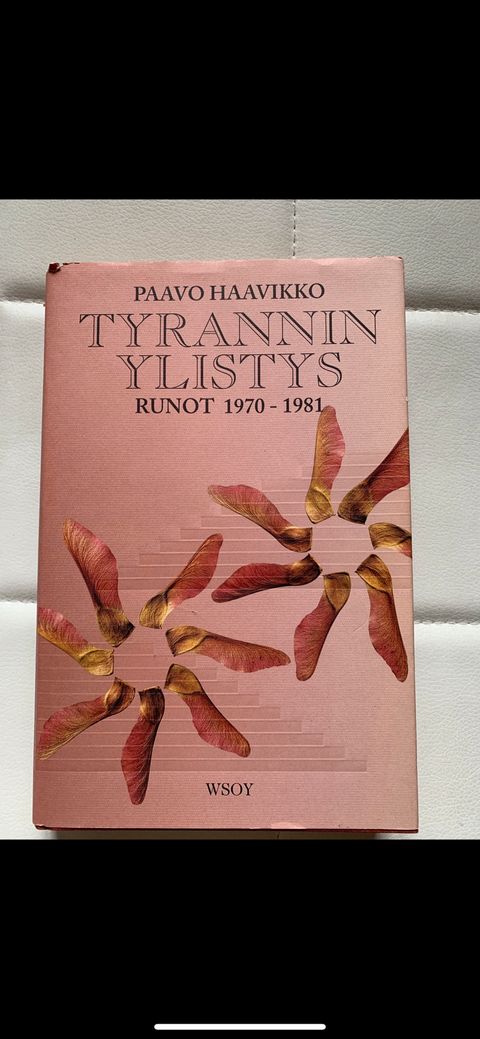 PAAVO HAAVIKKO
TYRANNIN
YLISTYS
RUNOT 1970 - 1981
WSOY